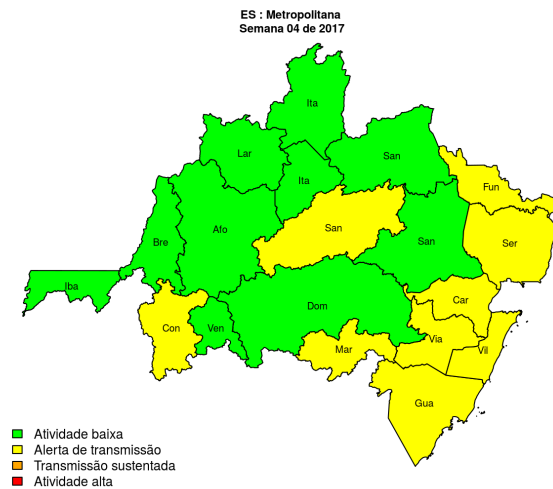 ES : Metropolitana
Semana 04 de 2017
Ita
Lar
San
Ita
Fun
San
Afo
Bre
San
Ser
Iba
Car
Dom
Con
Ven
Via
Mar
Vil
Gua
Atividade baixa
Alerta de transmissão
Transmissão sustentada
Atividade alta